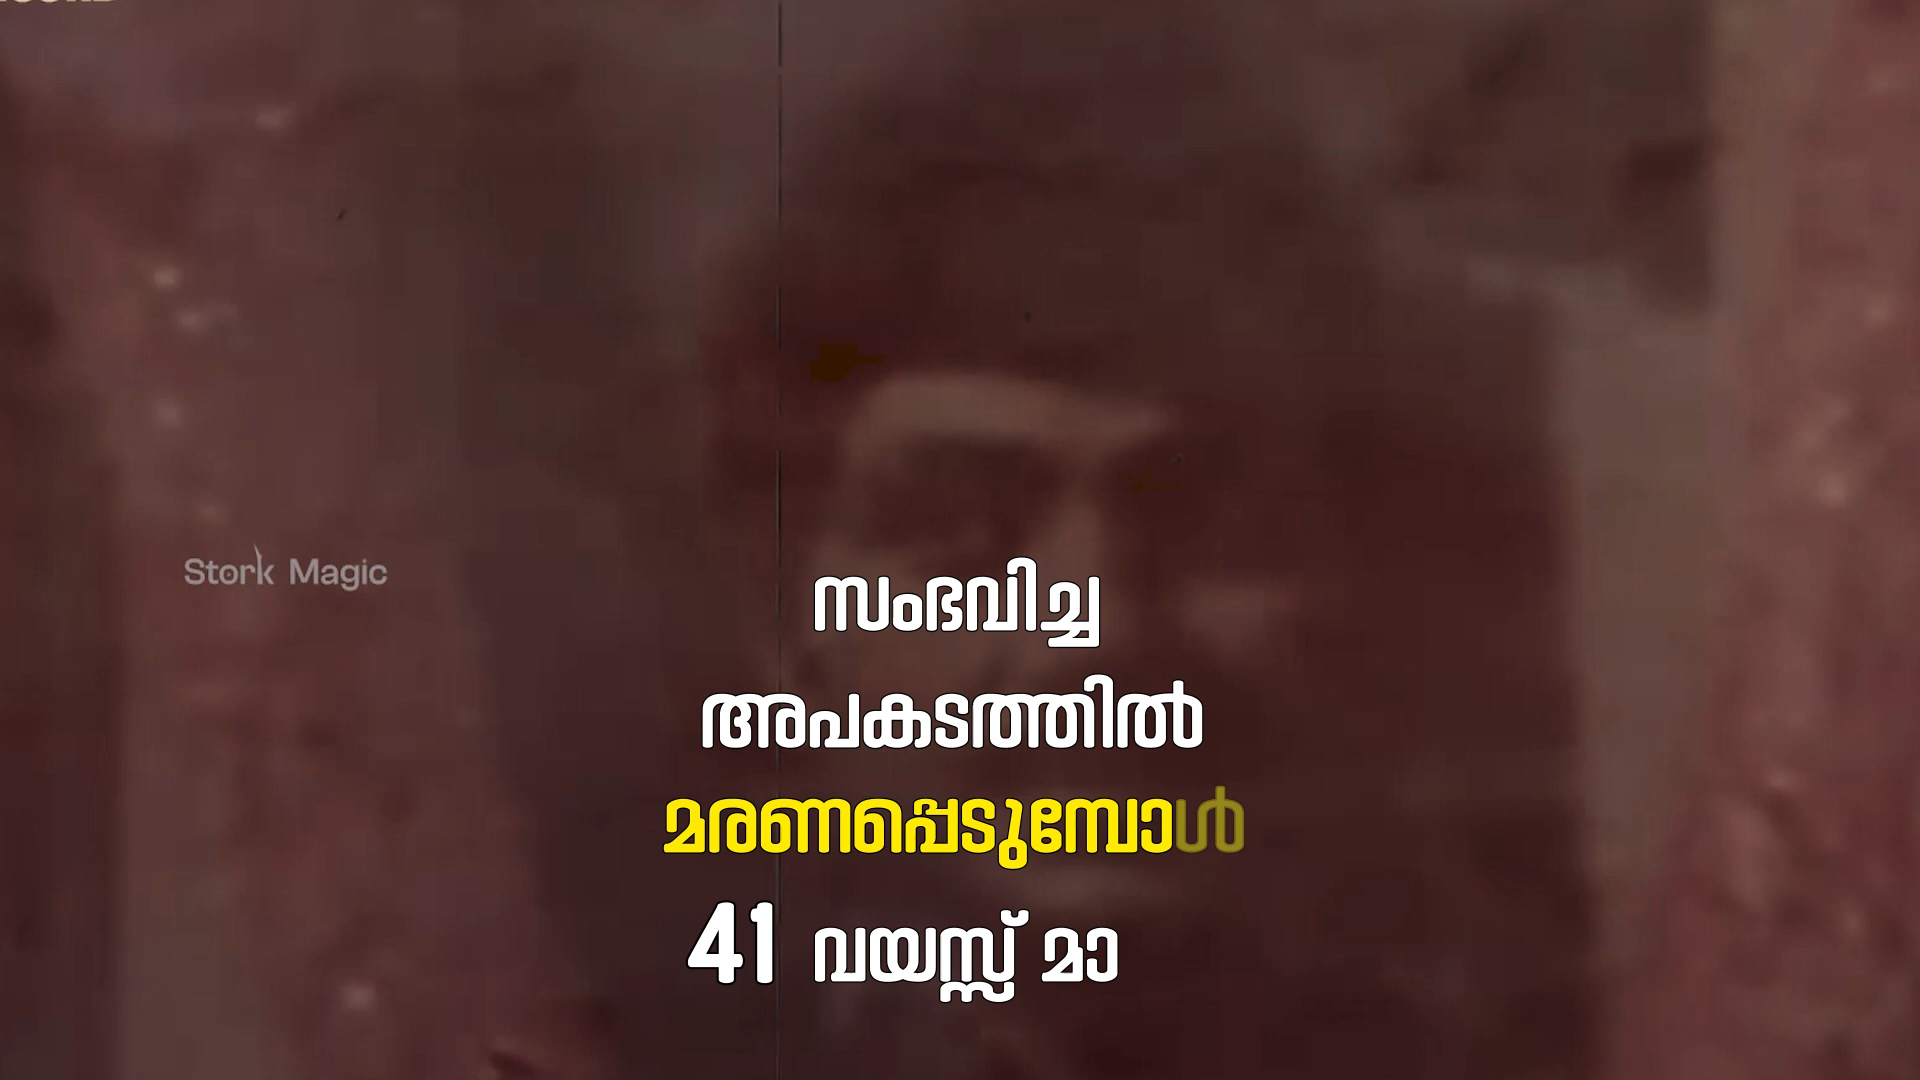 Stork Magic
സംഭവിച്ച
അപകടത്തിൽ
മരണപ്പെടുമ്പോൾ
41 വയസ്സ് മാ